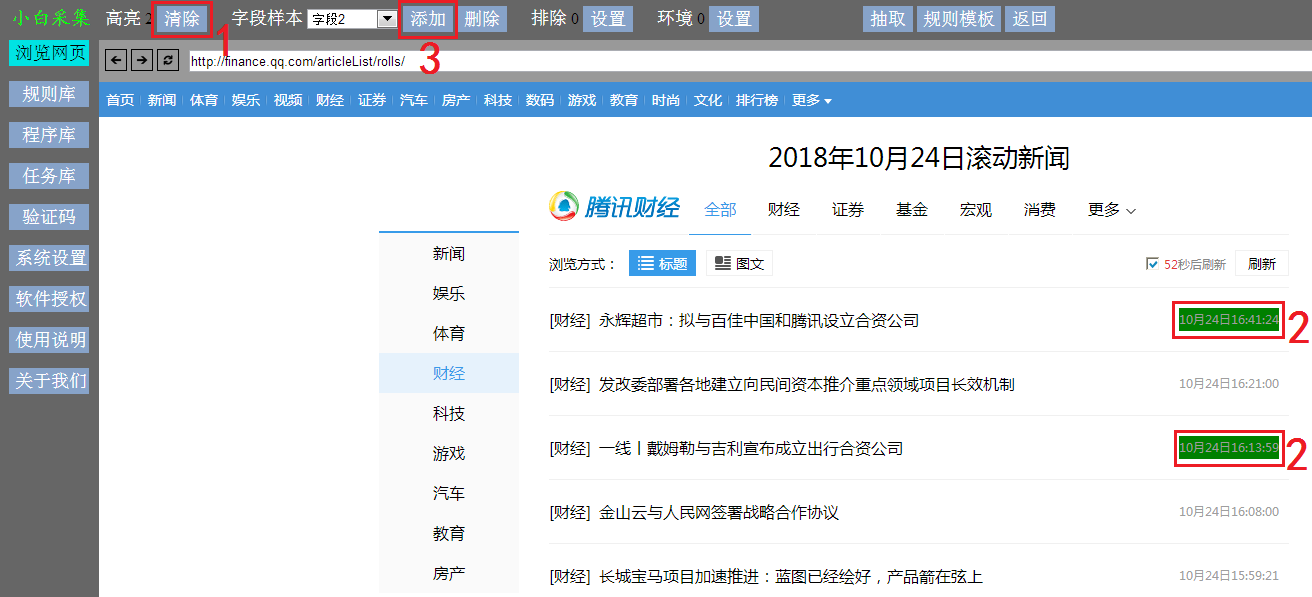 小白采集 高亮 2 清除 字段样本 字段2 添加 删除 排除 0 设置 环境 0 设置 抽取 规则模板 返回
1
3
浏览网页
规则库
程序库
任务库
验证码
系统设置
软件授权
使用说明
关于我们
http://finance.qq.com/articleList/rolls/
首页 新闻 体育 娱乐 视频 财经 证券 汽车 房产 科技 数码 游戏 教育 时尚 文化 排行榜 更多
2018年10月24日滚动新闻
腾讯财经 全部 财经 证券 基金 宏观 消费 更多
新闻
娱乐
体育
财经
科技
游戏
汽车
教育
房产
浏览方式： 标题 图文 52秒后刷新 刷新
[财经] 永辉超市：拟与百佳中国和腾讯设立合资公司 10月24日16:41:24 2
[财经] 发改委部署各地建立向民间资本推介重点领域项目长效机制 10月24日16:21:00
[财经] 一线丨戴姆勒与吉利宣布成立出行合资公司 10月24日16:13:59 2
[财经] 金山云与人民网签署战略合作协议 10月24日16:08:00
[财经] 长城宝马项目加速推进：蓝图已经绘好，产品箭在弦上 10月24日15:59:21